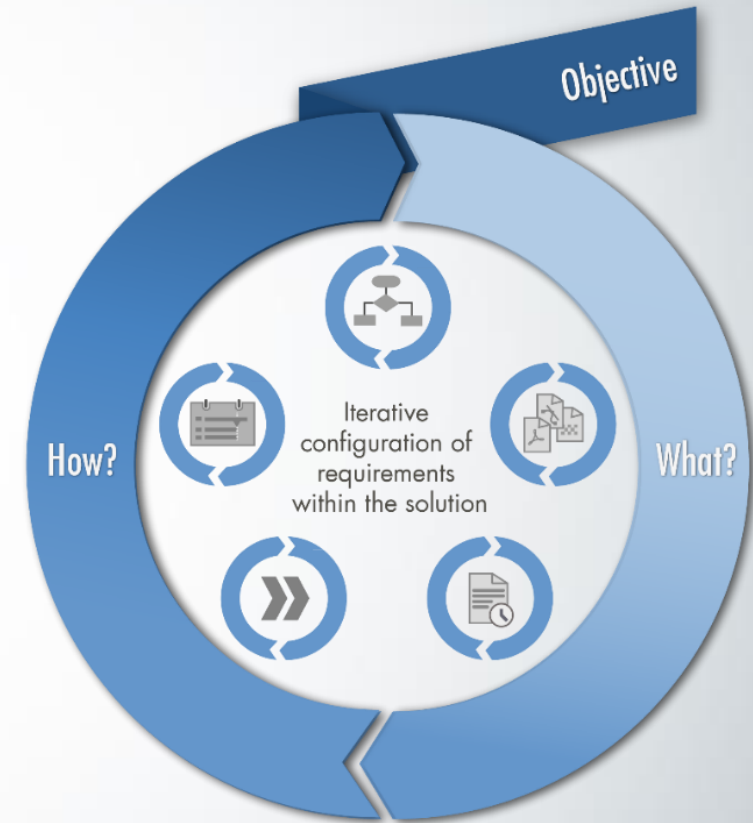 Objective
How?
Iterative
configuration of
requirements
within the solution
What?